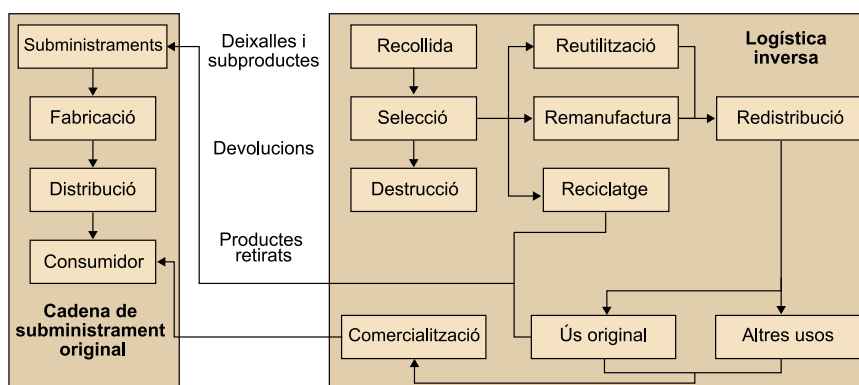 Subministraments
Fabricació
Distribució
Consumidor
Cadena de
subministrament
original
Deixalles i
subproductes
Devolucions
Productes
retirats
Logística
inversa
Recollida
Selecció
Destrucció
Reutilització
Remanufactura
Reciclatge
Redistribució
Comercialització
Ús original
Altres usos